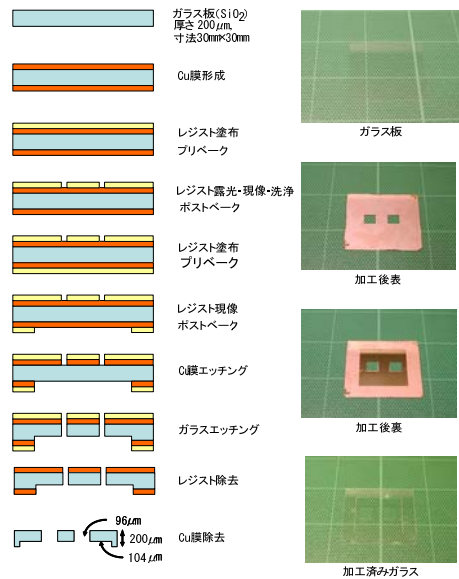 ガラス板(SiO₂)
厚さ200μm,
寸法30mm×30mm
Cu膜形成
レジスト塗布
プリベーク
レジスト露光・現像・洗浄
ポストベーク
レジスト塗布
プリベーク
レジスト現像
ポストベーク
Cu膜エッチング
ガラスエッチング
レジスト除去
96μm
200μm
Cu膜除去
104μm
ガラス板
加工後表
加工後裏
加工済みガラス